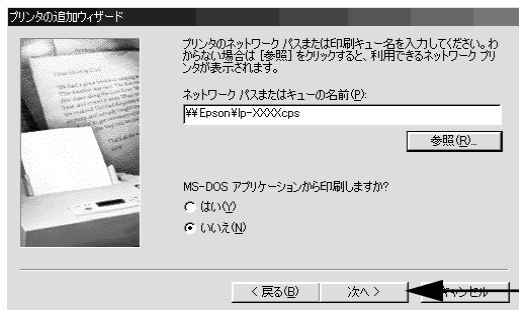 プリンタの追加ウィザード
プリンタのネットワーク パスまたは印刷キュー名を入力してください。わ
からない場合は [参照] をクリックすると、利用できるネットワーク プリ
ンタが表示されます。
ネットワーク パスまたはキューの名前(P):
¥¥Epson¥lp-XXXXcps
参照(R)...
MS-DOS アプリケーションから印刷しますか?
はい(Y)
いいえ(N)
< 戻る(B)
次へ >
キャンセル